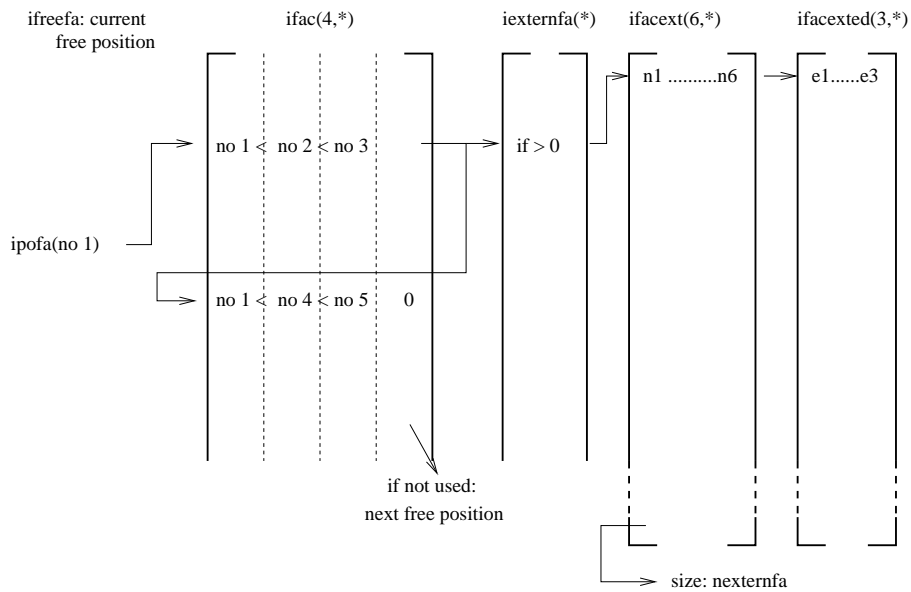 ifreefa: current
free position
ifac(4,*)
iexternfa(*)
ifacext(6,*)
ifacexted(3,*)
n1 ..........n6
e1......e3
no 1 < no 2 < no 3
if > 0
ipofa(no 1)
no 1 < no 4 < no 5 0
if not used:
next free position
size: nexternfa